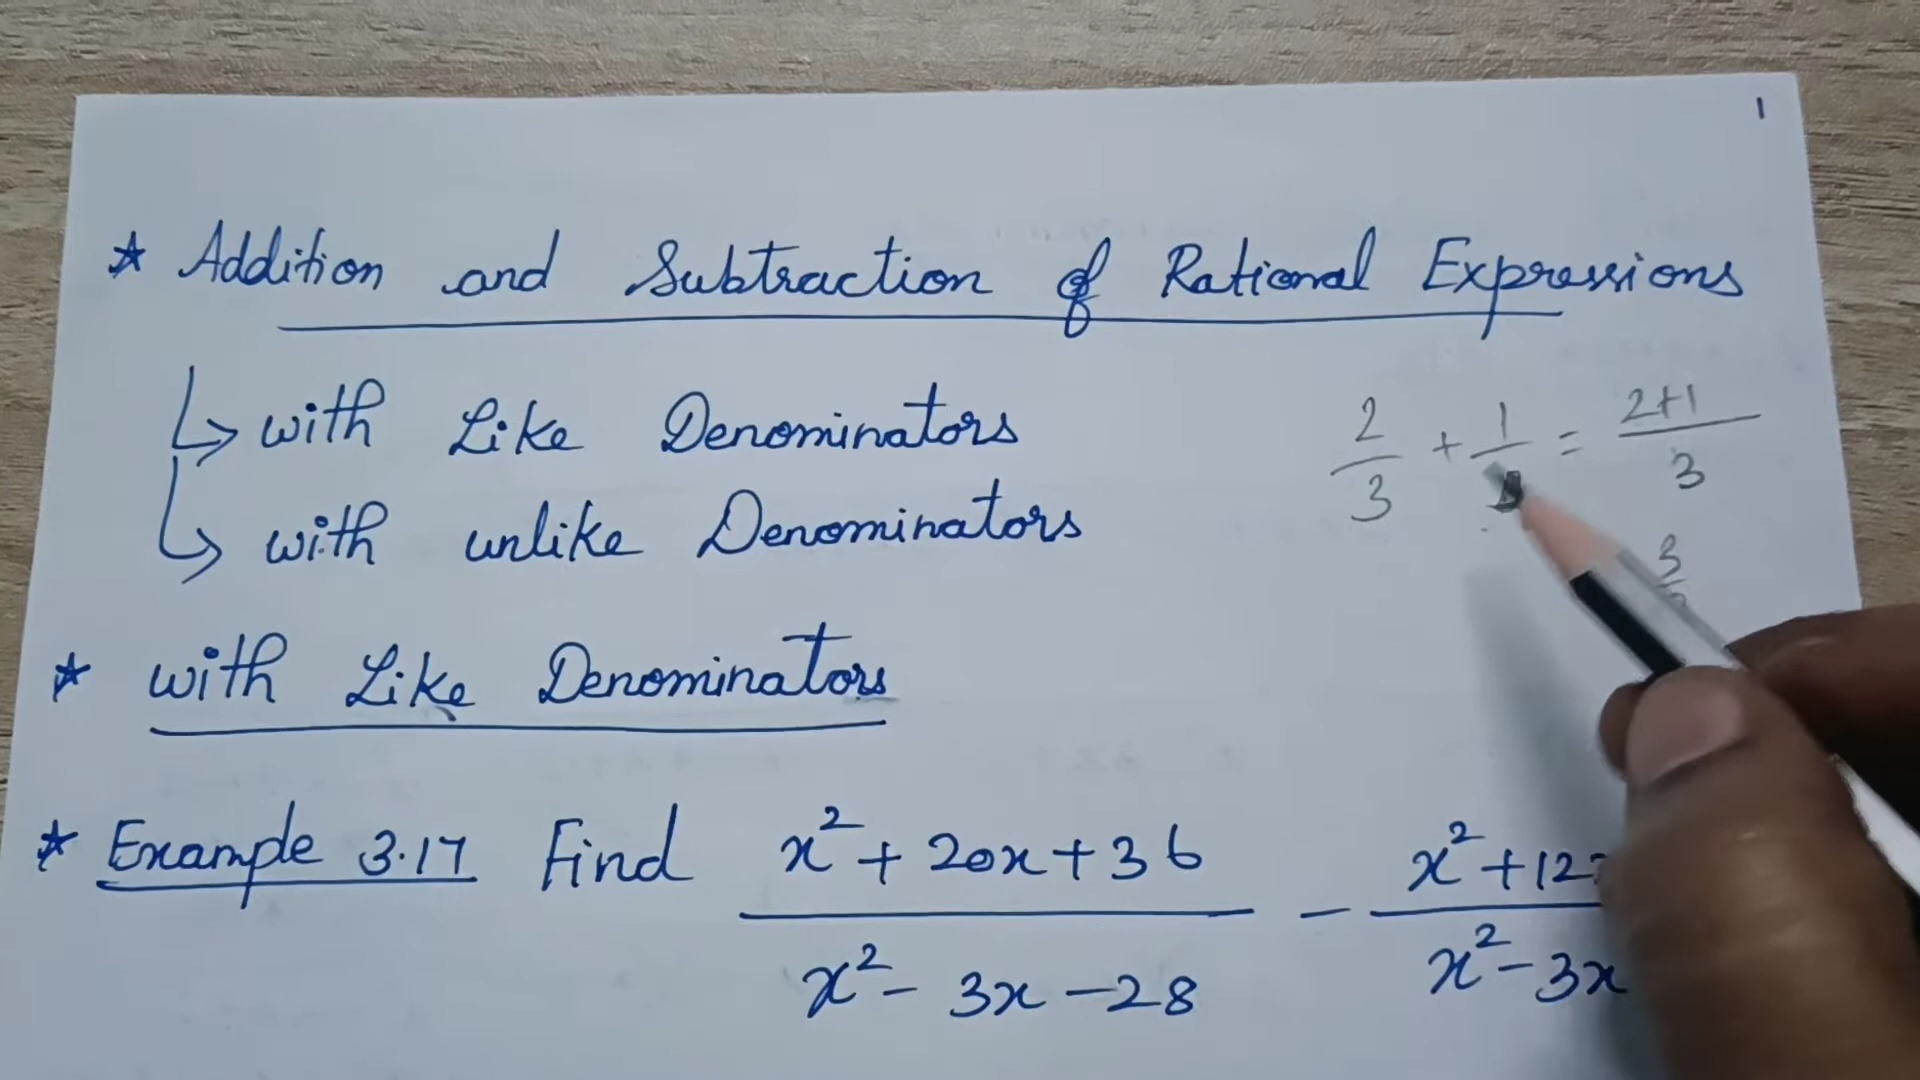 1
* Addition and Subtraction of Rational Expressions
↳ with Like Denominators
↳ with unlike Denominators
2/3 + 1/ = 2+1/3
3
* with Like Denominators
* Example 3.17 Find x² + 20x + 36 / x² - 3x - 28 - x² + 12 / x² - 3x